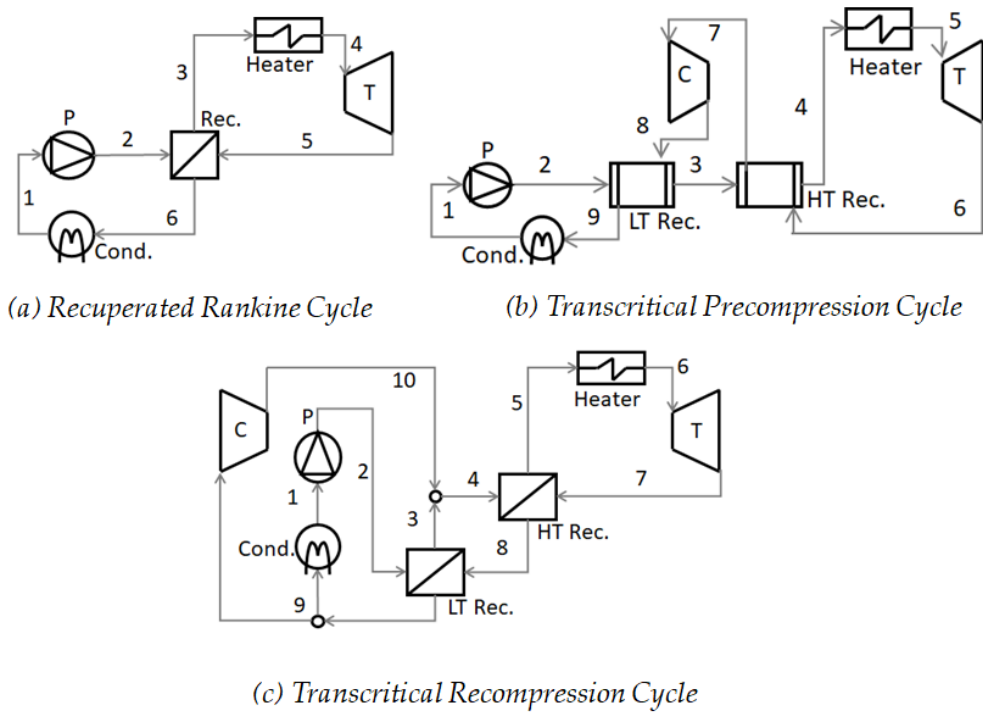 Heater
3
4
T
P
2
Rec.
5
1
6
Cond.
(a) Recuperated Rankine Cycle
7
C
8
P
2
1
9
Cond.
LT Rec.
3
HT Rec.
4
Heater
5
T
6
(b) Transcritical Precompression Cycle
10
C
P
1
2
Cond.
9
3
4
LT Rec.
8
HT Rec.
5
Heater
6
T
7
(c) Transcritical Recompression Cycle